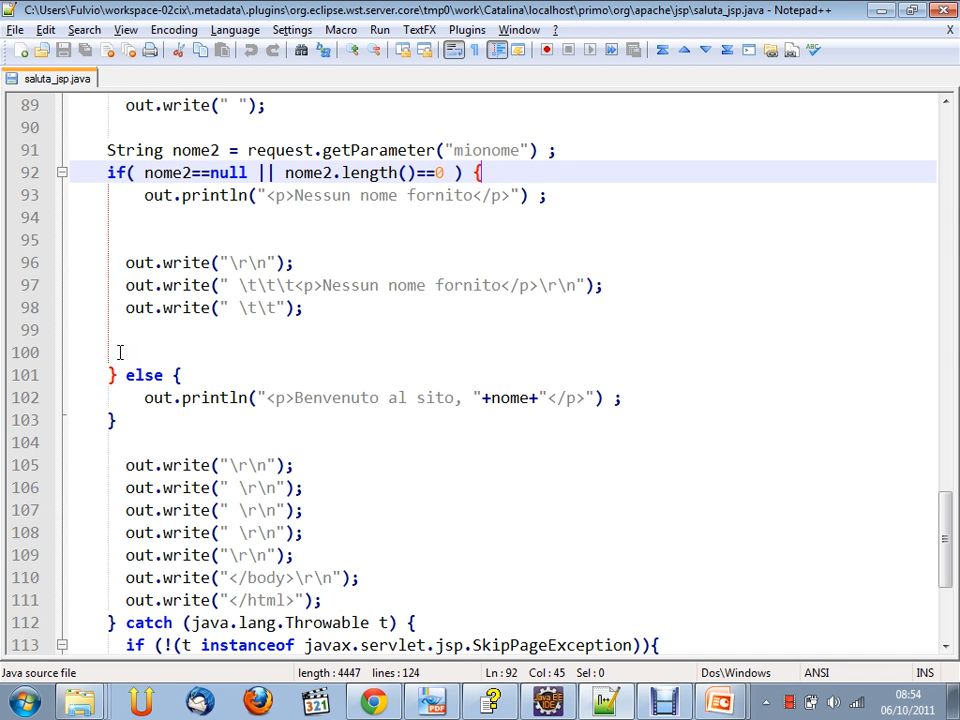 C:\Users\Fulvio\workspace-02cix\.metadata\.plugins\org.eclipse.wst.server.core\tmp0\work\Catalina\localhost\primo\org\apache\jsp\saluta_jsp.java - Notepad++
File Edit Search View Encoding Language Settings Macro Run TextFX Plugins Window ? X
saluta_jsp.java
89 out.write(" ");
90
91 String nome2 = request.getParameter("mionome") ;
92 if( nome2==null || nome2.length()==0 ) {
93 out.println("<p>Nessun nome fornito</p>") ;
94
95
96 out.write("\r\n");
97 out.write(" \t\t\t<p>Nessun nome fornito</p>\r\n");
98 out.write(" \t\t");
99
100
101 } else {
102 out.println("<p>Benvenuto al sito, "+nome+"</p>") ;
103 }
104
105 out.write("\r\n");
106 out.write(" \r\n");
107 out.write(" \r\n");
108 out.write(" \r\n");
109 out.write("\r\n");
110 out.write("</body>\r\n");
111 out.write("</html>");
112 } catch (java.lang.Throwable t) {
113 if (!(t instanceof javax.servlet.jsp.SkipPageException)){
Java source file length : 4447 lines : 124 Ln : 92 Col : 45 Sel : 0 Dos\Windows ANSI INS
321
PDF
Java EE IDE
08:54
06/10/2011